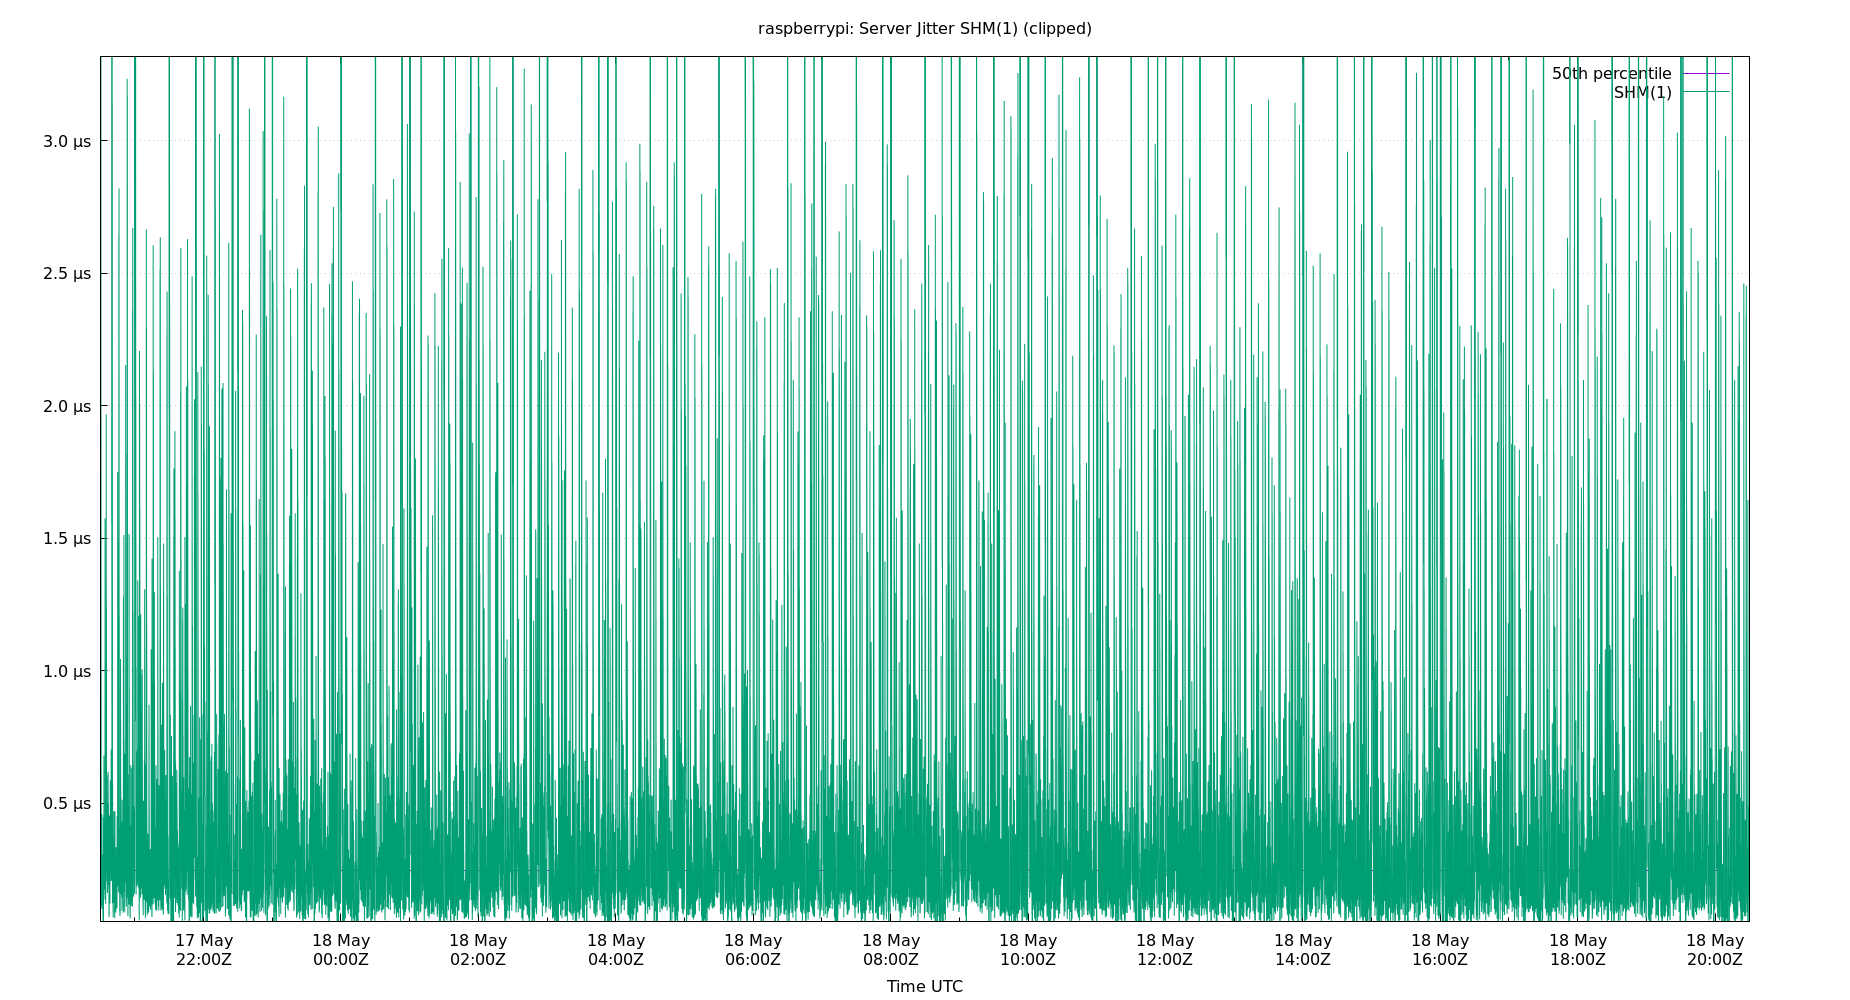 raspberrypi: Server Jitter SHM(1) (clipped)
50th percentile
SHM(1)
3.0 µs
2.5 µs
2.0 µs
1.5 µs
1.0 µs
0.5 µs
17 May 18 May 18 May 18 May 18 May 18 May 18 May 18 May 18 May 18 May 18 May 18 May
22:00Z 00:00Z 02:00Z 04:00Z 06:00Z 08:00Z 10:00Z 12:00Z 14:00Z 16:00Z 18:00Z 20:00Z
Time UTC